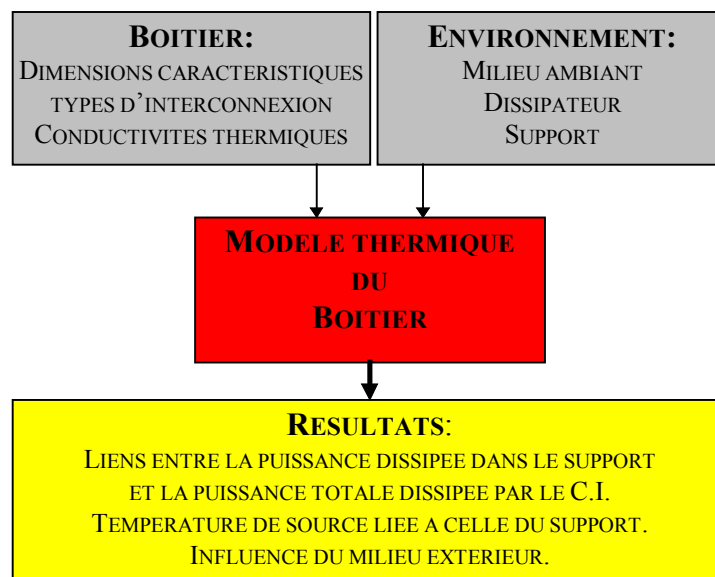 BOITIER:
DIMENSIONS CARACTERISTIQUES
TYPES D'INTERCONNEXION
CONDUCTIVITES THERMIQUES
ENVIRONNEMENT:
MILIEU AMBIANT
DISSIPATEUR
SUPPORT
MODELE THERMIQUE
DU
BOITIER
RESULTATS:
LIENS ENTRE LA PUISSANCE DISSIPEE DANS LE SUPPORT
ET LA PUISSANCE TOTALE DISSIPEE PAR LE C.I.
TEMPERATURE DE SOURCE LIEE A CELLE DU SUPPORT.
INFLUENCE DU MILIEU EXTERIEUR.